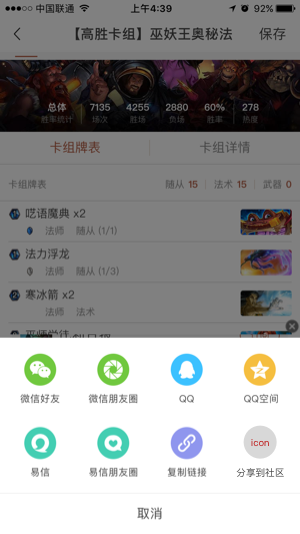 中国联通 上午4:39 92%
【高胜卡组】巫妖王奥秘法 保存
总体 7135 4255 2880 60% 278
胜率统计 场次 胜场 负场 胜率 热度
卡组牌表 卡组详情
卡组牌表 随从 15 法术 15 武器 0
呓语魔典 x2
法师 随从 (1/1)
法力浮龙
法师 随从 (1/3)
寒冰箭 x2
法师 法术
微信好友 微信朋友圈 QQ QQ空间
icon
易信 易信朋友圈 复制链接 分享到社区
取消